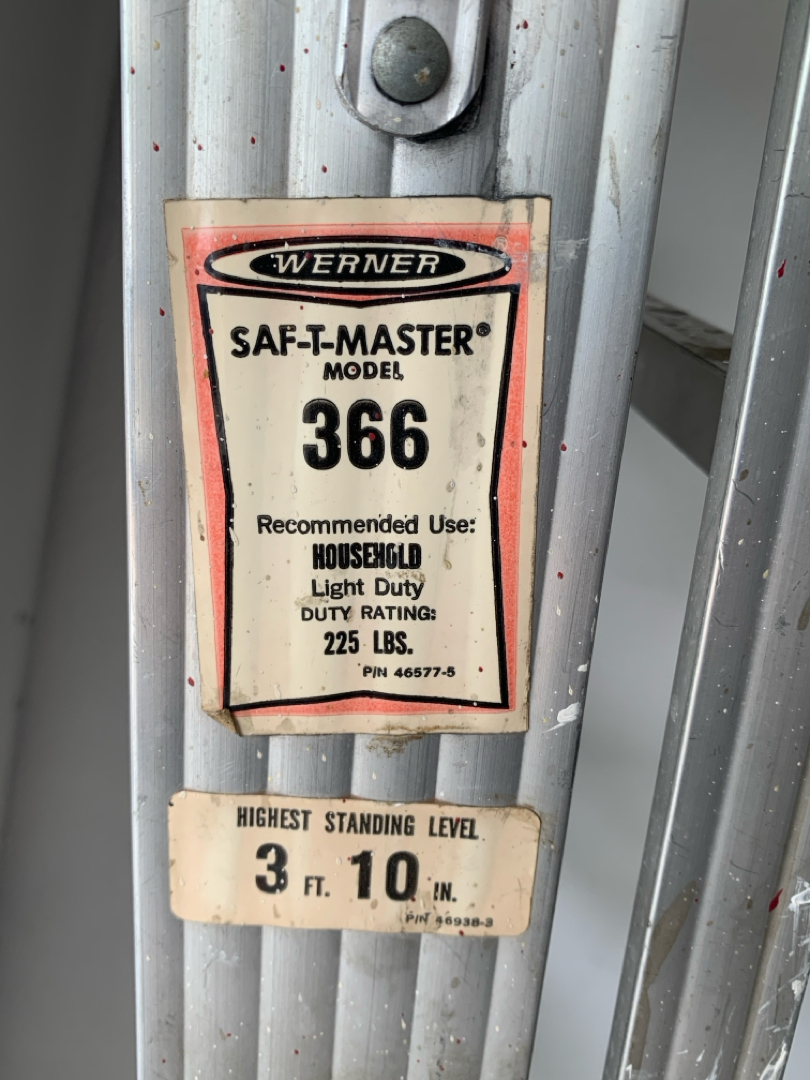 WERNER
SAF-T-MASTER®
MODEL
366
Recommended Use:
HOUSEHOLD
Light Duty
DUTY RATING:
225 LBS.
P/N 46577-5
HIGHEST STANDING LEVEL
3 FT. 10 IN.
P/N 46938-3